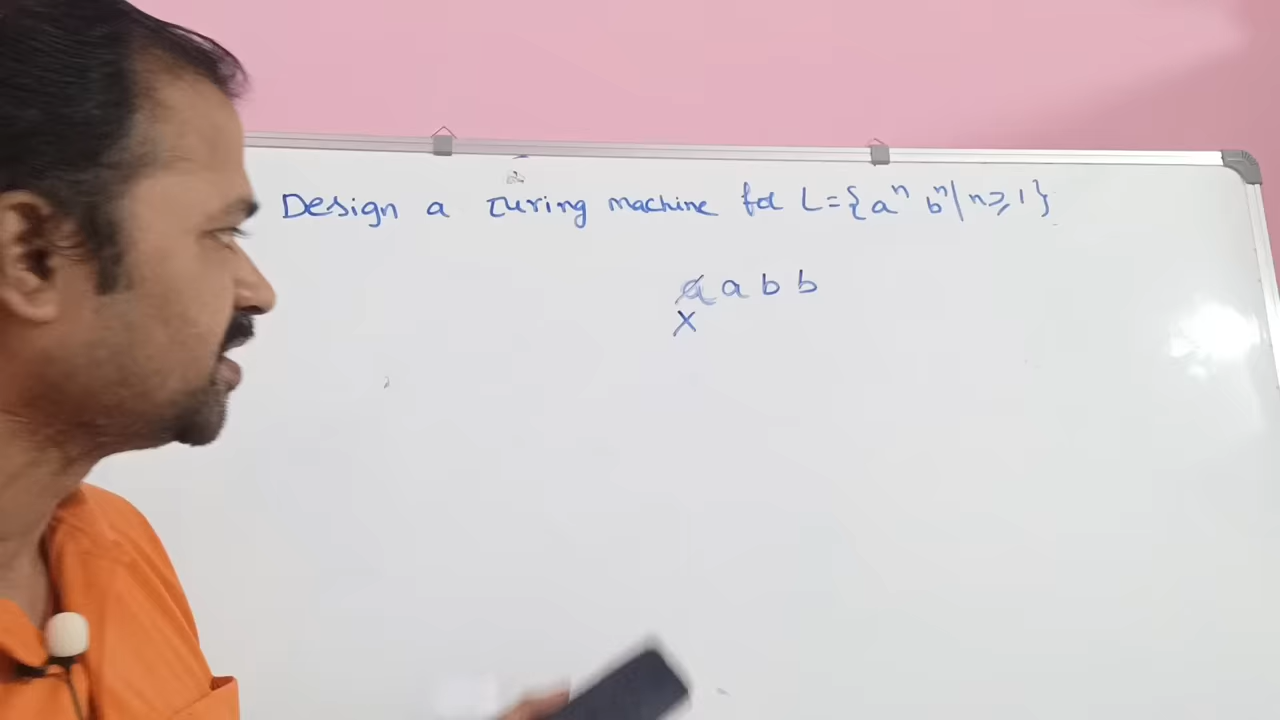 Design a Turing machine for L={aⁿ bⁿ|n⩾1}
a a b b
X